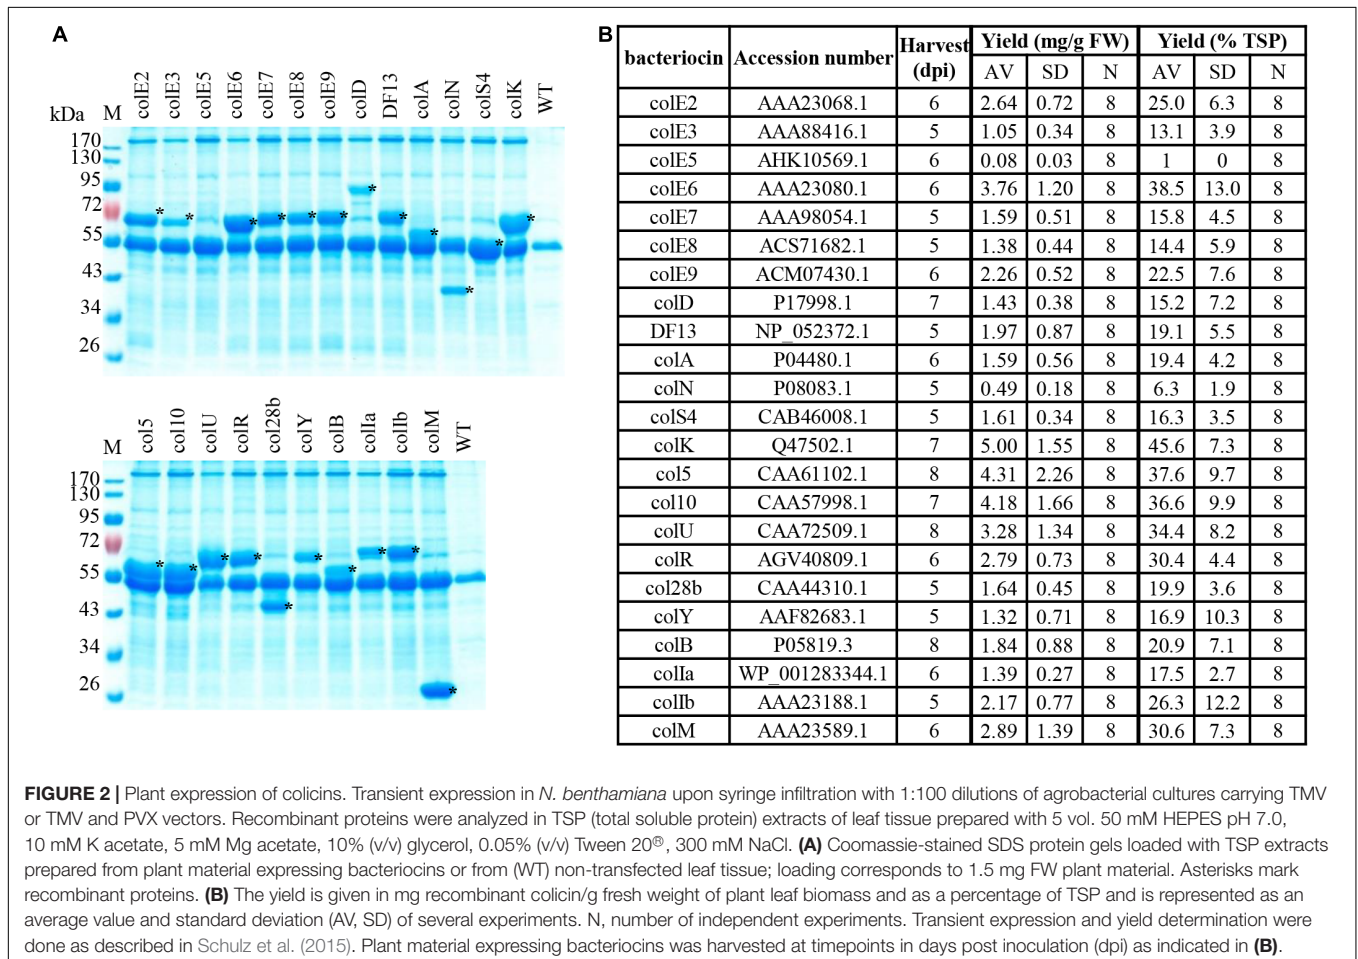 A
kDa M colE2 colE3 colE5 colE6 colE7 colE8 colE9 colD DF13 colA colN colS4 colK WT
170
130
95
72
55
43
34
26
M col5 col10 colU colR col28b colY colB colIa colIb colM WT
170
130
95
72
55
43
34
26
B
bacteriocin Accession number Harvest (dpi) Yield (mg/g FW) Yield (% TSP)
AV SD N AV SD N
colE2 AAA23068.1 6 2.64 0.72 8 25.0 6.3 8
colE3 AAA88416.1 5 1.05 0.34 8 13.1 3.9 8
colE5 AHK10569.1 6 0.08 0.03 8 1 0 8
colE6 AAA23080.1 6 3.76 1.20 8 38.5 13.0 8
colE7 AAA98054.1 5 1.59 0.51 8 15.8 4.5 8
colE8 ACS71682.1 5 1.38 0.44 8 14.4 5.9 8
colE9 ACM07430.1 6 2.26 0.52 8 22.5 7.6 8
colD P17998.1 7 1.43 0.38 8 15.2 7.2 8
DF13 NP_052372.1 5 1.97 0.87 8 19.1 5.5 8
colA P04480.1 6 1.59 0.56 8 19.4 4.2 8
colN P08083.1 5 0.49 0.18 8 6.3 1.9 8
colS4 CAB46008.1 5 1.61 0.34 8 16.3 3.5 8
colK Q47502.1 7 5.00 1.55 8 45.6 7.3 8
col5 CAA61102.1 8 4.31 2.26 8 37.6 9.7 8
col10 CAA57998.1 7 4.18 1.66 8 36.6 9.9 8
colU CAA72509.1 8 3.28 1.34 8 34.4 8.2 8
colR AGV40809.1 6 2.79 0.73 8 30.4 4.4 8
col28b CAA44310.1 5 1.64 0.45 8 19.9 3.6 8
colY AAF82683.1 5 1.32 0.71 8 16.9 10.3 8
colB P05819.3 8 1.84 0.88 8 20.9 7.1 8
colIa WP_001283344.1 6 1.39 0.27 8 17.5 2.7 8
colIb AAA23188.1 5 2.17 0.77 8 26.3 12.2 8
colM AAA23589.1 6 2.89 1.39 8 30.6 7.3 8
FIGURE 2 | Plant expression of colicins. Transient expression in N. benthamiana upon syringe infiltration with 1:100 dilutions of agrobacterial cultures carrying TMV
or TMV and PVX vectors. Recombinant proteins were analyzed in TSP (total soluble protein) extracts of leaf tissue prepared with 5 vol. 50 mM HEPES pH 7.0,
10 mM K acetate, 5 mM Mg acetate, 10% (v/v) glycerol, 0.05% (v/v) Tween 20®, 300 mM NaCl. (A) Coomassie-stained SDS protein gels loaded with TSP extracts
prepared from plant material expressing bacteriocins or from (WT) non-transfected leaf tissue; loading corresponds to 1.5 mg FW plant material. Asterisks mark
recombinant proteins. (B) The yield is given in mg recombinant colicin/g fresh weight of plant leaf biomass and as a percentage of TSP and is represented as an
average value and standard deviation (AV, SD) of several experiments. N, number of independent experiments. Transient expression and yield determination were
done as described in Schulz et al. (2015). Plant material expressing bacteriocins was harvested at timepoints in days post inoculation (dpi) as indicated in (B).